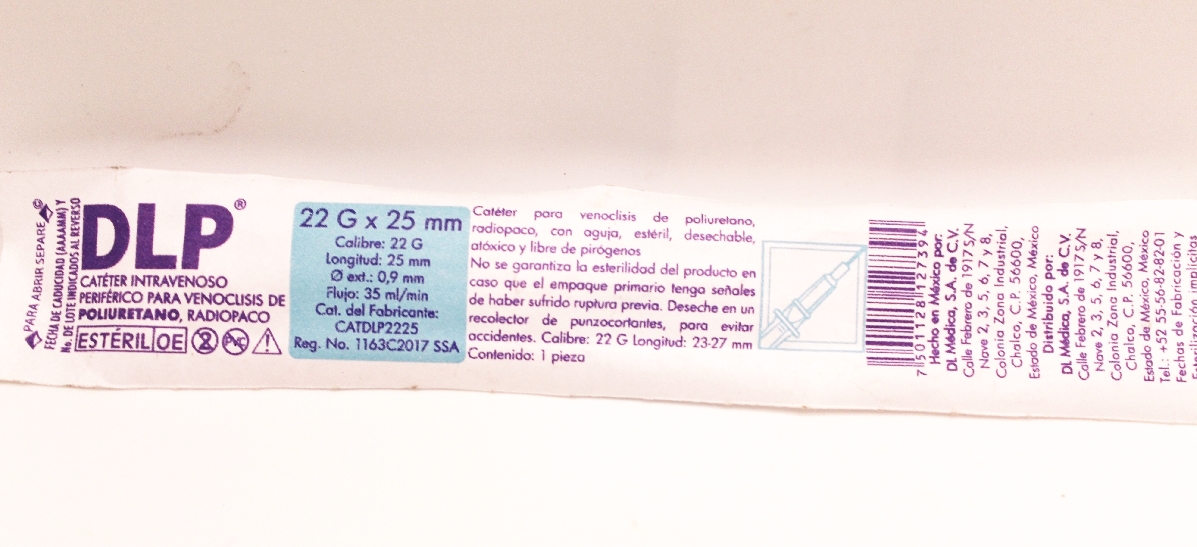 PARA ABRIR SEPARE
FECHA DE CADUCIDAD (AAAAMM) Y
No. DE LOTE INDICADOS AL REVERSO
DLP®
CATÉTER INTRAVENOSO
PERIFÉRICO PARA VENOCLISIS DE
POLIURETANO, RADIOPACO
ESTÉRIL OE 2 PVC
22 G x 25 mm
Calibre: 22 G
Longitud: 25 mm
Ø ext.: 0,9 mm
Flujo: 35 ml/min
Cat. del Fabricante:
CATDLP2225
Reg. No. 1163C2017 SSA
Catéter para venoclisis de poliuretano,
radiopaco, con aguja, estéril, desechable,
atóxico y libre de pirógenos
No se garantiza la esterilidad del producto en
caso que el empaque primario tenga señales
de haber sufrido ruptura previa. Deseche en un
recolector de punzocortantes, para evitar
accidentes. Calibre: 22 G Longitud: 23-27 mm
Contenido: 1 pieza
7 501128 127394
Hecho en México por:
DL Médica, S.A. de C.V.
Calle Febrero de 1917 S/N
Nave 2, 3, 5, 6, 7 y 8,
Colonia Zona Industrial,
Chalco, C.P. 56600,
Estado de México, México
Distribuido por:
DL Médica, S.A. de C.V.
Calle Febrero de 1917 S/N
Nave 2, 3, 5, 6, 7 y 8,
Colonia Zona Industrial,
Chalco, C.P. 56600,
Estado de México, México
Tel.: +52 55-56-82-82-01
Fechas de Fabricación y
Esterilización implícitas